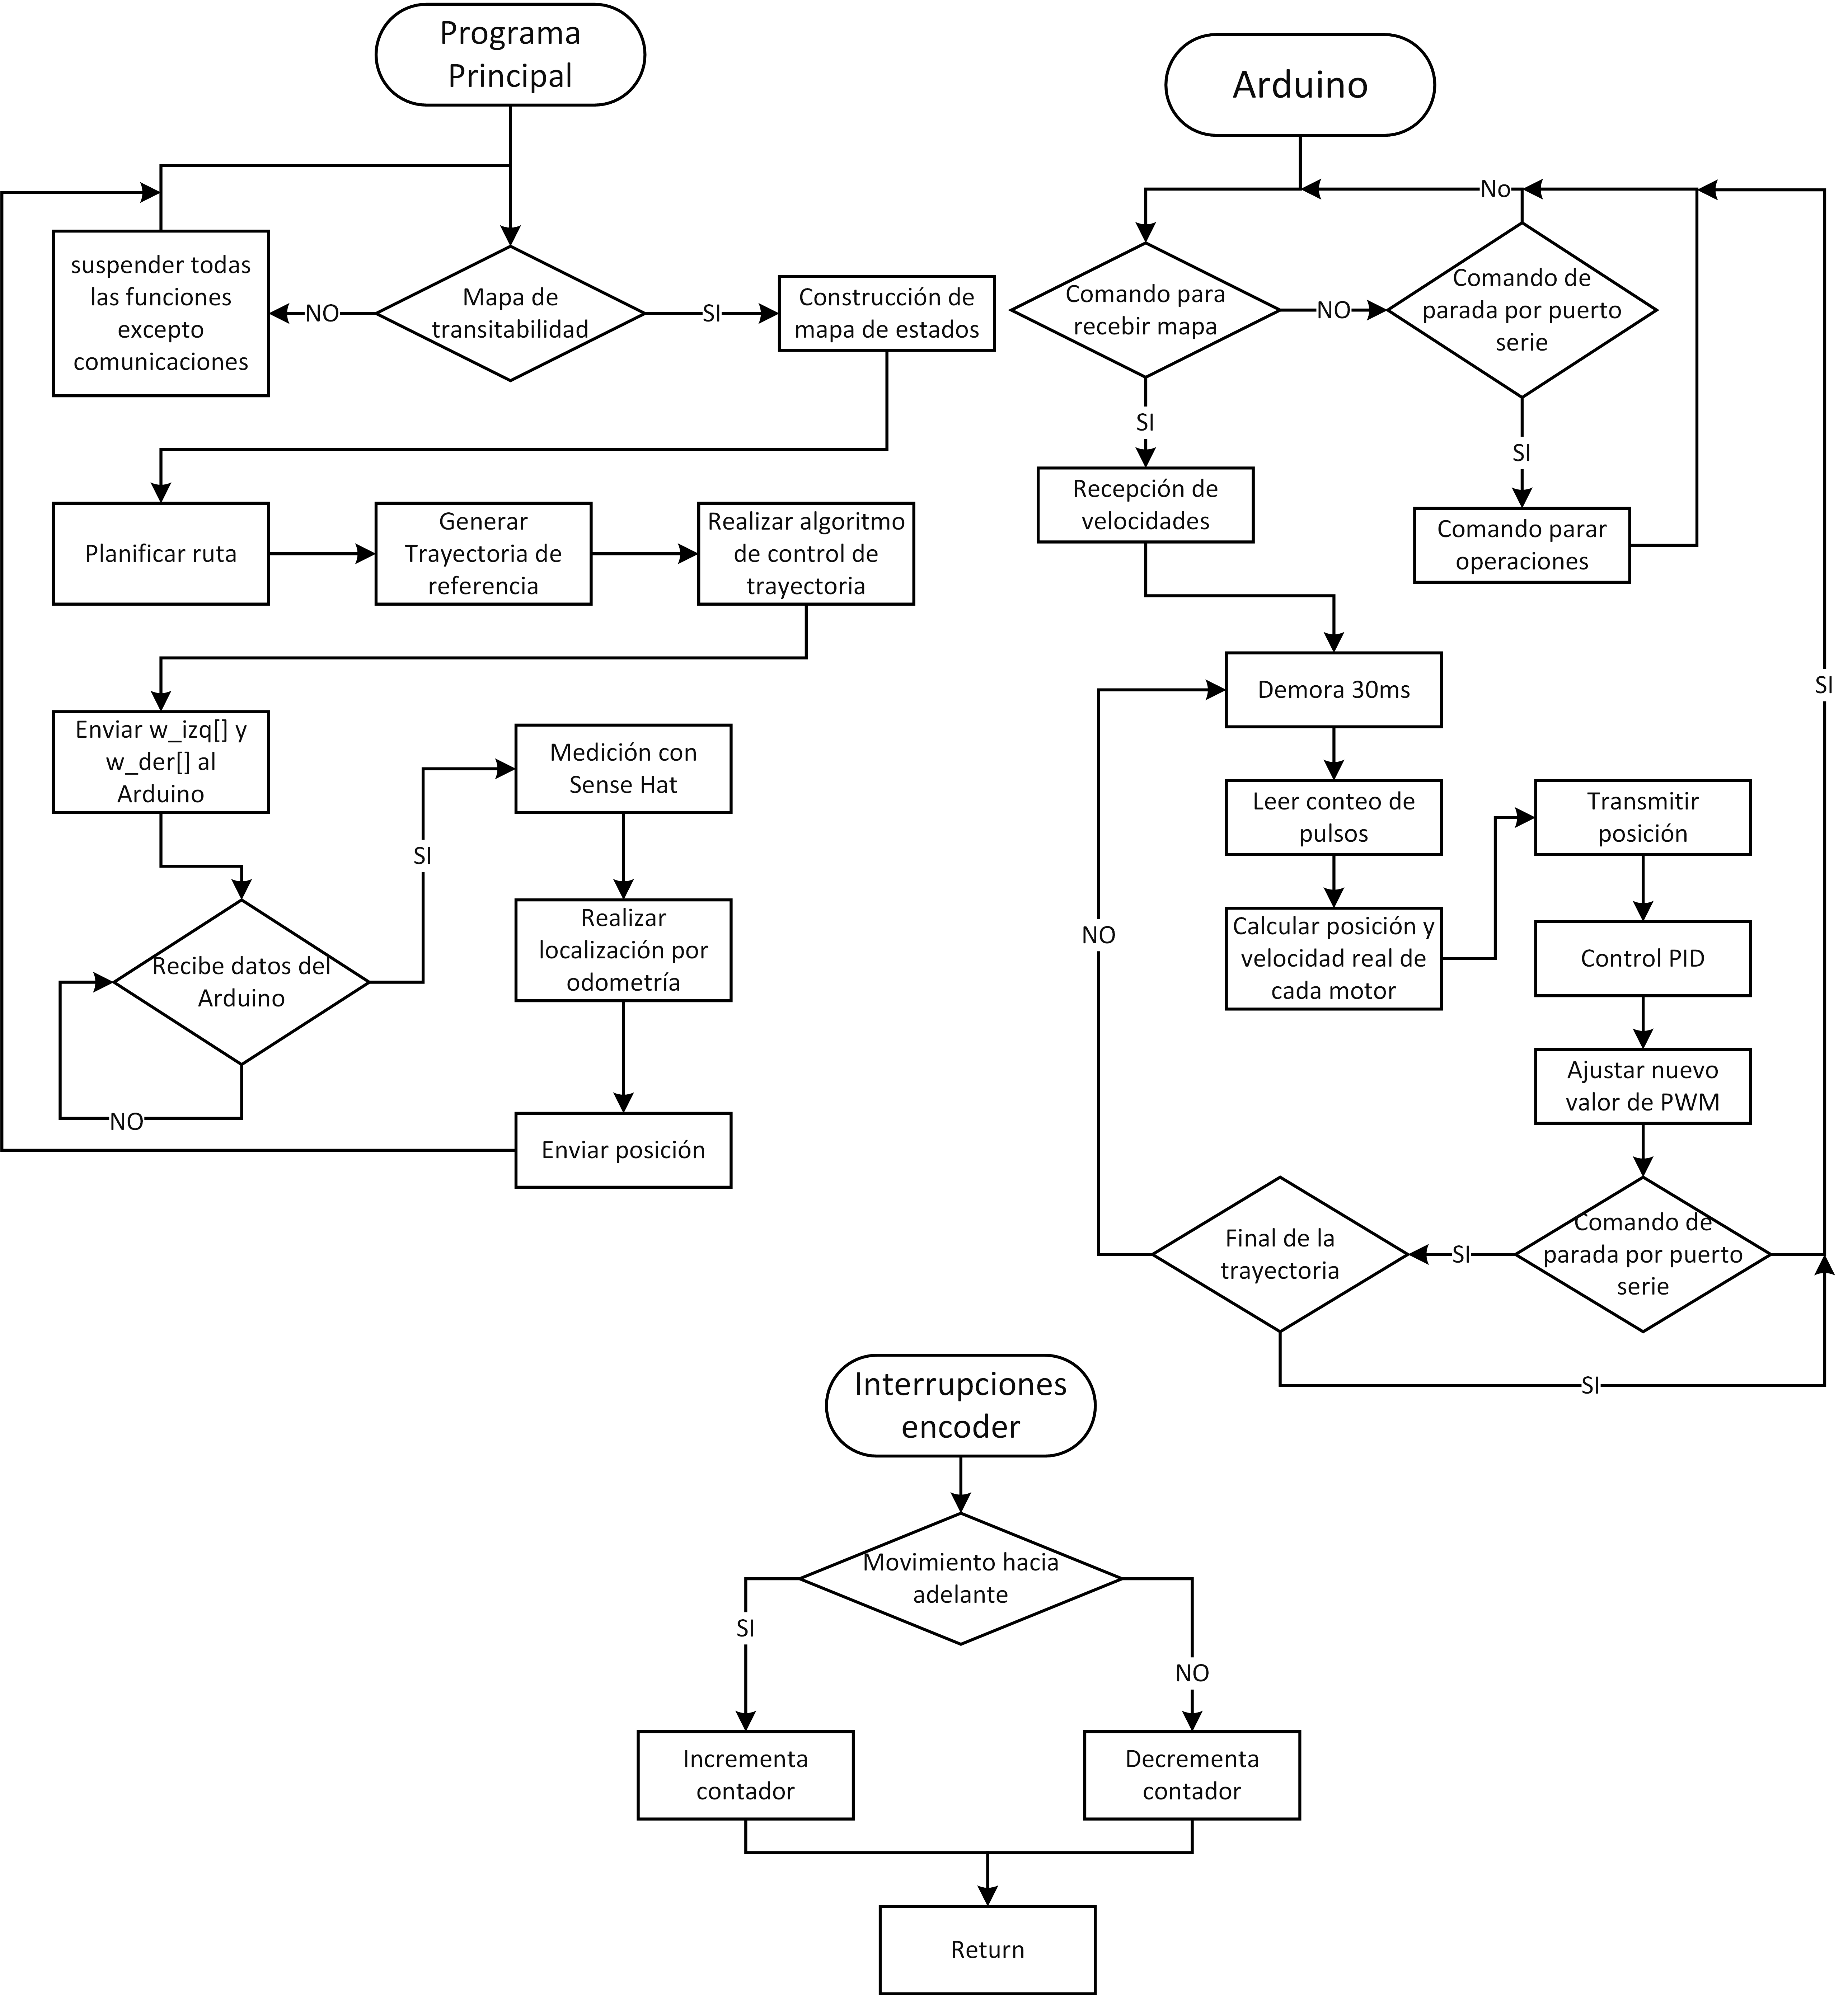 Programa
Principal
suspender todas
las funciones
excepto
comunicaciones
NO
Mapa de
transitabilidad
SI
Construcción de
mapa de estados
Planificar ruta
Generar
Trayectoria de
referencia
Realizar algoritmo
de control de
trayectoria
Enviar w_izq[] y
w_der[] al
Arduino
Recibe datos del
Arduino
NO
SI
Medición con
Sense Hat
Realizar
localización por
odometría
Enviar posición
Arduino
No
Comando para
recebir mapa
NO
Comando de
parada por puerto
serie
SI
SI
Recepción de
velocidades
Comando parar
operaciones
Demora 30ms
SI
Leer conteo de
pulsos
Transmitir
posición
Calcular posición y
velocidad real de
cada motor
NO
Control PID
Ajustar nuevo
valor de PWM
Final de la
trayectoria
SI
Comando de
parada por puerto
serie
SI
Interrupciones
encoder
Movimiento hacia
adelante
SI
NO
Incrementa
contador
Decrementa
contador
Return